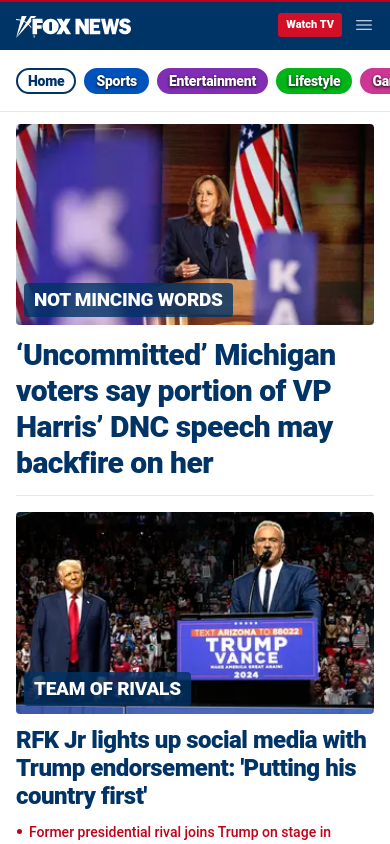 FOX NEWS
Watch TV
Home
Sports
Entertainment
Lifestyle
Ga
K
A
K
A
NOT MINCING WORDS
‘Uncommitted’ Michigan
voters say portion of VP
Harris’ DNC speech may
backfire on her
TEXT ARIZONA TO 88022
TRUMP
VANCE
MAKE AMERICA GREAT AGAIN!
2024
TEAM OF RIVALS
RFK Jr lights up social media with
Trump endorsement: 'Putting his
country first'
Former presidential rival joins Trump on stage in